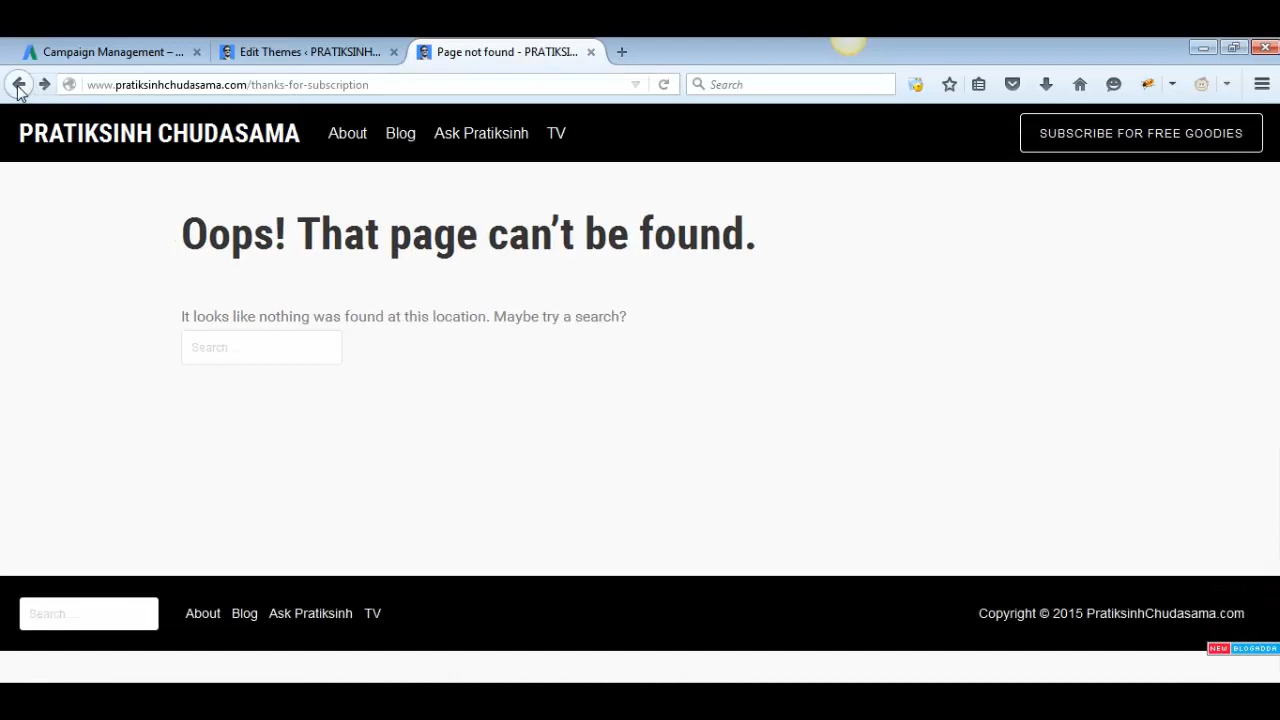 Campaign Management – ...
Edit Themes ‹ PRATIKSINH...
Page not found - PRATIKSI...
www.pratiksinhchudasama.com/thanks-for-subscription
Search
PRATIKSINH CHUDASAMA
About
Blog
Ask Pratiksinh
TV
SUBSCRIBE FOR FREE GOODIES
Oops! That page can’t be found.
It looks like nothing was found at this location. Maybe try a search?
Search ...
Search ...
About
Blog
Ask Pratiksinh
TV
Copyright © 2015 PratiksinhChudasama.com
NEW BLOGADDA